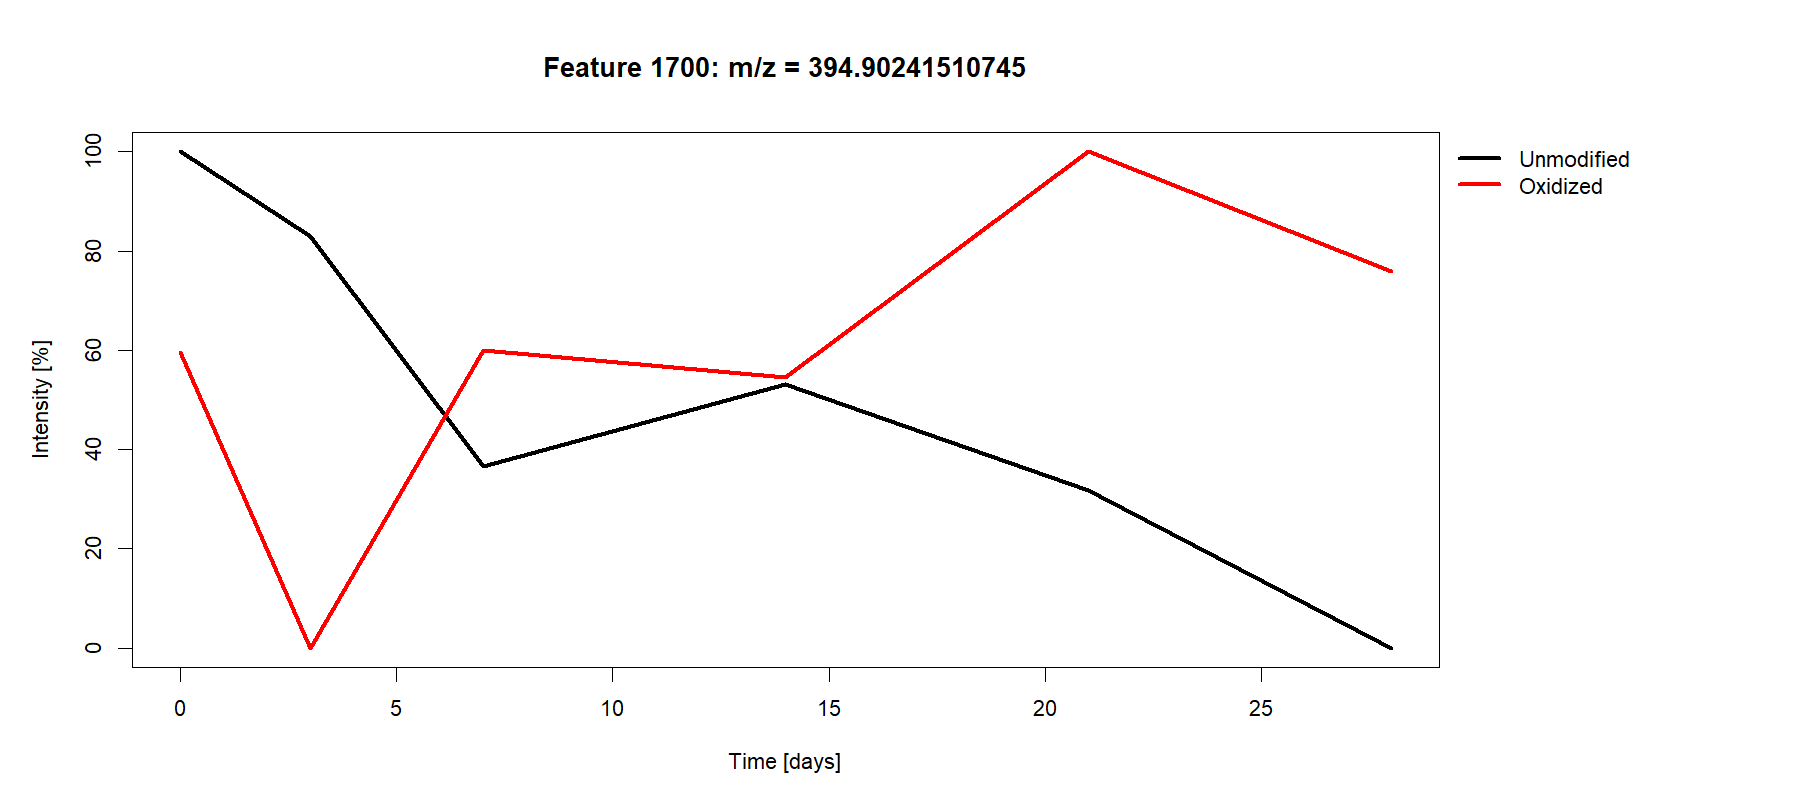 Feature 1700: m/z = 394.90241510745
Unmodified
Oxidized
Intensity [%]
100
80
60
40
20
0
0 5 10 15 20 25
Time [days]